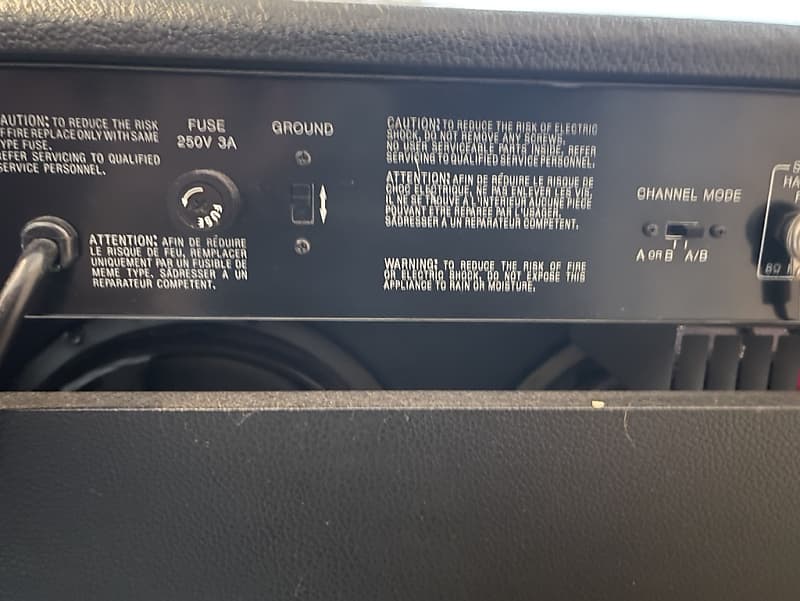 AUTION: TO REDUCE THE RISK
F FIRE REPLACE ONLY WITH SAME
YPE FUSE.
EFER SERVICING TO QUALIFIED
SERVICE PERSONNEL.
FUSE
250V 3A
FUSE
ATTENTION: AFIN DE RÉDUIRE
LE RISQUE DE FEU, REMPLACER
UNIQUEMENT PAR UN FUSIBLE DE
MEME TYPE, SADRESSER A UN
REPARATEUR COMPETENT.
GROUND
CAUTION: TO REDUCE THE RISK OF ELECTRIC
SHOCK, DO NOT REMOVE ANY SCREWS.
NO USER SERVICEABLE PARTS INSIDE. REFER
SERVICING TO QUALIFIED SERVICE PERSONNEL.
ATTENTION: AFIN DE RÉDUIRE LE RISQUE DE
CHOC ELECTRIQUE, NE PAS ENLEVER LES VIS
IL NE SE TROUVE A L'INTERIEUR AUCUNE PIECE
POUVANT ETRE REPAREE PAR L'USAGER.
SADRESSER A UN REPARATEUR COMPETENT.
WARNING: TO REDUCE THE RISK OF FIRE
OR ELECTRIC SHOCK, DO NOT EXPOSE THIS
APPLIANCE TO RAIN OR MOISTURE.
CHANNEL MODE
A OR B A/B
HA
8Ω